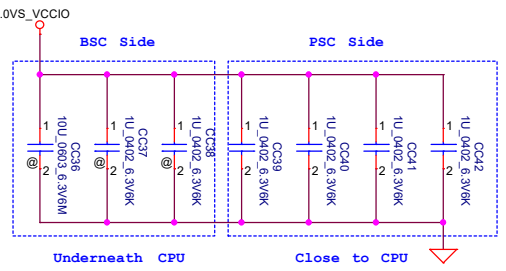 .0VS_VCCIO
BSC Side
PSC Side
1
CC36
10U_0603_6.3V6M
@
2
1
CC37
1U_0402_6.3V6K
@
2
1
CC38
1U_0402_6.3V6K
@
2
1
CC39
1U_0402_6.3V6K
2
1
CC40
1U_0402_6.3V6K
2
1
CC41
1U_0402_6.3V6K
2
1
CC42
1U_0402_6.3V6K
2
Underneath CPU
Close to CPU